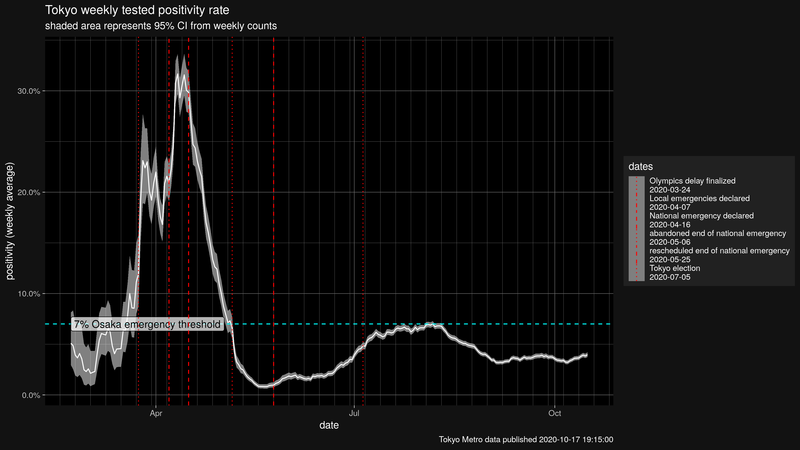 Tokyo weekly tested positivity rate
shaded area represents 95% CI from weekly counts
positivity (weekly average)
30.0%
20.0%
10.0%
0.0%
7% Osaka emergency threshold
Apr
Jul
Oct
date
dates
Olympics delay finalized
2020-03-24
Local emergencies declared
2020-04-07
National emergency declared
2020-04-16
abandoned end of national emergency
2020-05-06
rescheduled end of national emergency
2020-05-25
Tokyo election
2020-07-05
Tokyo Metro data published 2020-10-17 19:15:00